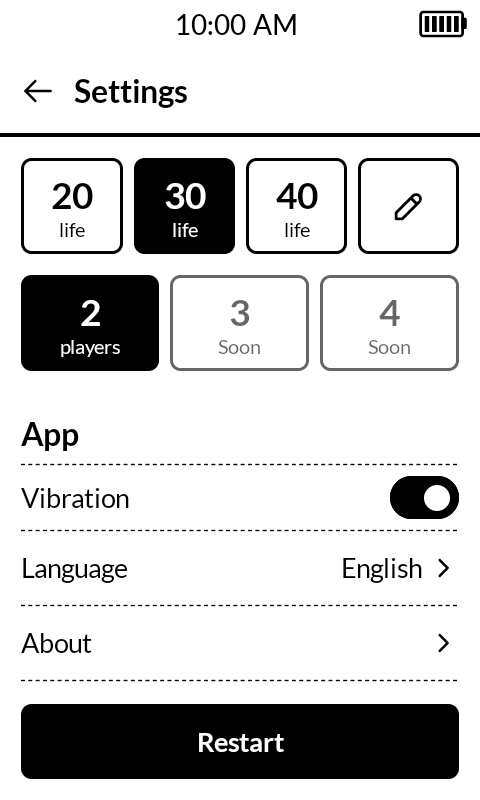 10:00 AM
Settings
20 30 40
life life life
2 3 4
players Soon Soon
App
Vibration
Language English
About
Restart